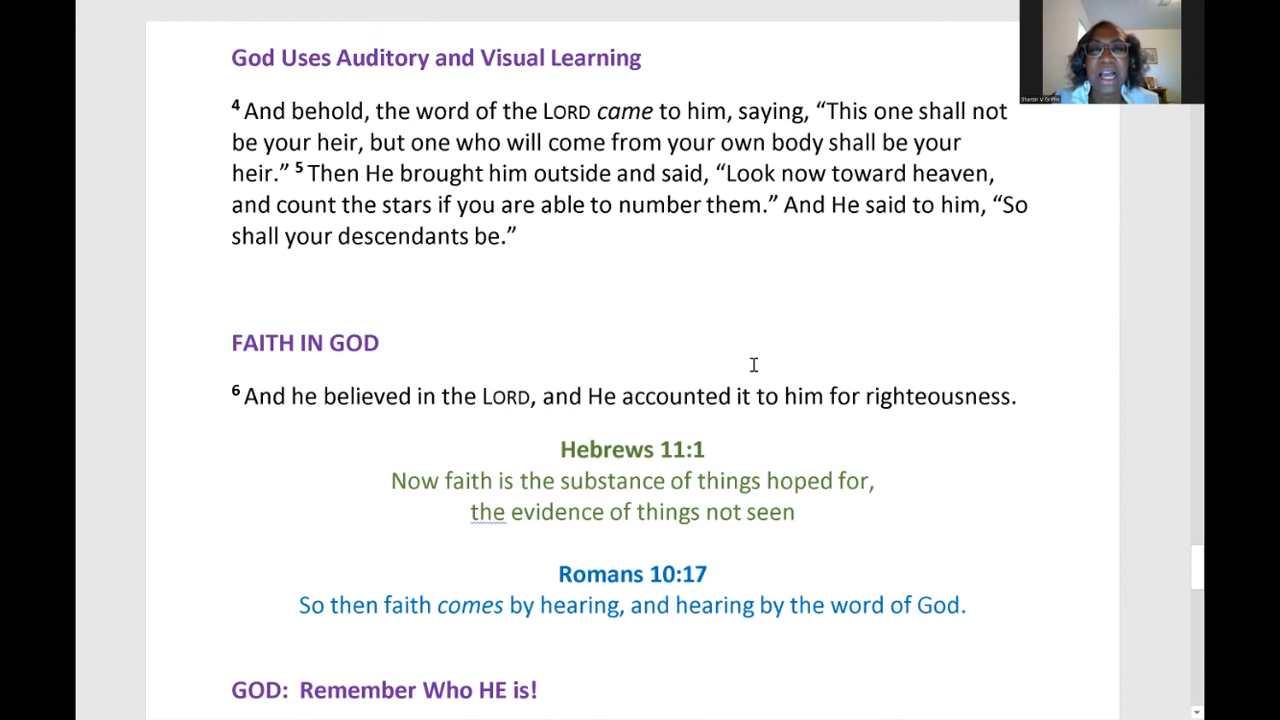 God Uses Auditory and Visual Learning
4 And behold, the word of the LORD came to him, saying, “This one shall not
be your heir, but one who will come from your own body shall be your
heir.” 5 Then He brought him outside and said, “Look now toward heaven,
and count the stars if you are able to number them.” And He said to him, “So
shall your descendants be.”
Sharon V Griffin
FAITH IN GOD
6 And he believed in the LORD, and He accounted it to him for righteousness.
Hebrews 11:1
Now faith is the substance of things hoped for,
the evidence of things not seen
Romans 10:17
So then faith comes by hearing, and hearing by the word of God.
GOD:  Remember Who HE is!